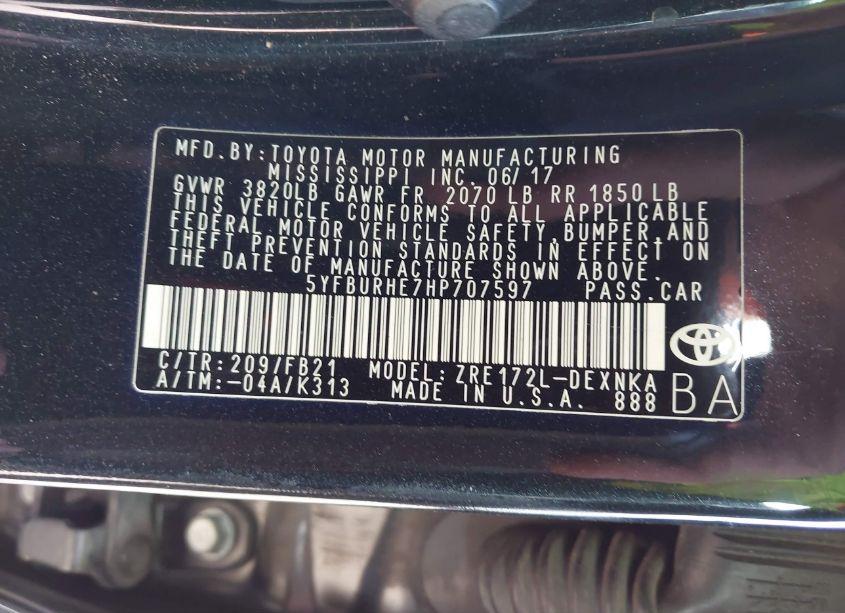 MFD.BY:TOYOTA MOTOR MANUFACTURING
MISSISSIPPI INC. 06/17
GVWR 3820LB GAWR FR 2070 LB RR 1850 LB
THIS VEHICLE CONFORMS TO ALL APPLICABLE
FEDERAL MOTOR VEHICLE SAFETY, BUMPER, AND
THEFT PREVENTION STANDARDS IN EFFECT ON
THE DATE OF MANUFACTURE SHOWN ABOVE.
5YFBURHE7HP707597 PASS.CAR
C/TR:209/FB21 MODEL:ZRE172L-DEXNKA
A/TM:-04A/K313 MADE IN U.S.A. 888 BA